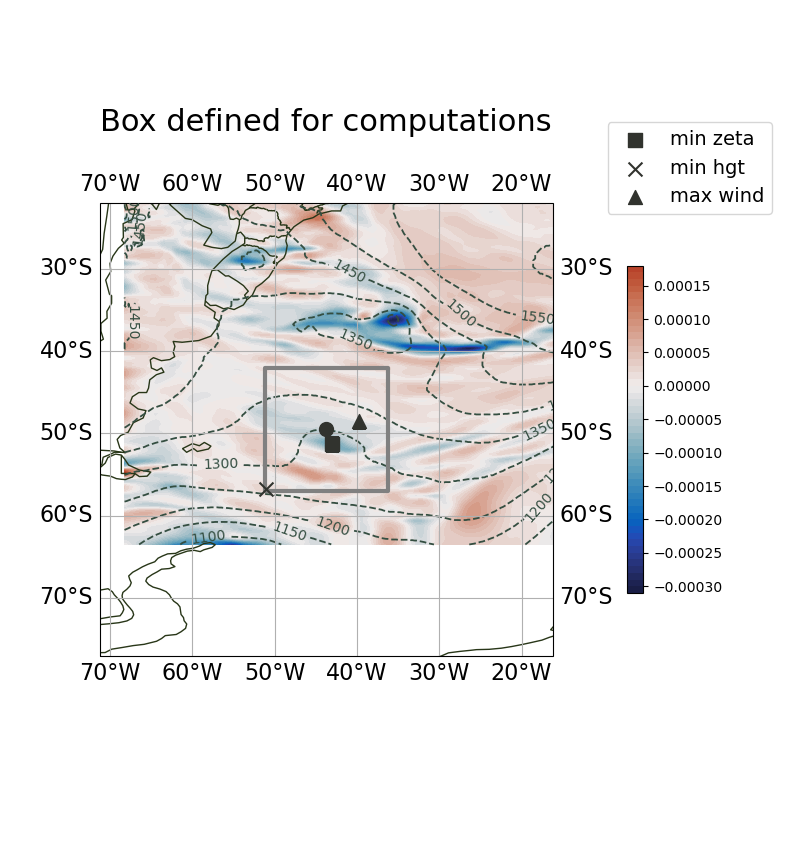 Box defined for computations
min zeta
min hgt
max wind
70°W 60°W 50°W 40°W 30°W 20°W
30°S 30°S
40°S 40°S
50°S 50°S
60°S 60°S
70°S 70°S
70°W 60°W 50°W 40°W 30°W 20°W
1450
1450
1450
1500
1550
1350
1350
1300
1200
1200
1150
1100
0.00015
0.00010
0.00005
0.00000
−0.00005
−0.00010
−0.00015
−0.00020
−0.00025
−0.00030